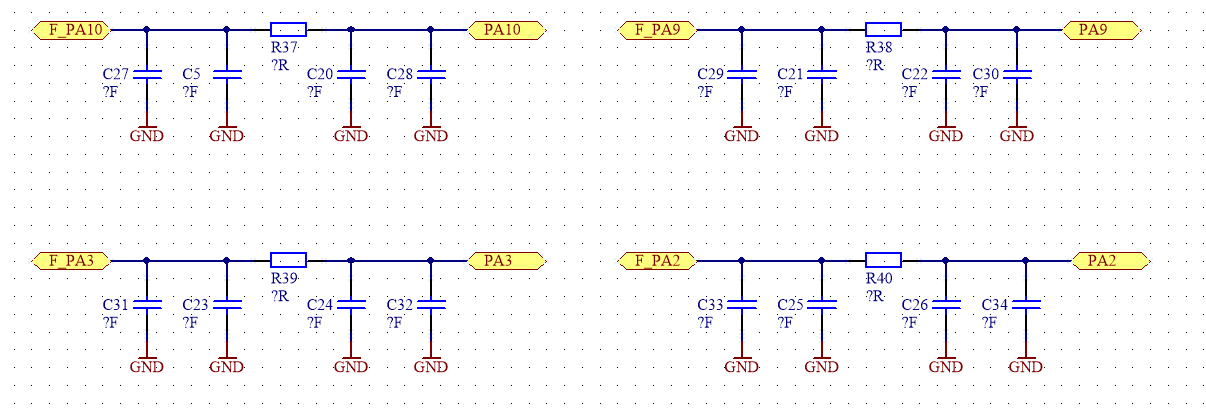 F_PA10 PA10 F_PA9 PA9
R37 R38
C27 C5 ?R C20 C28 C29 C21 ?R C22 C30
?F ?F ?F ?F ?F ?F ?F ?F
GND GND GND GND GND GND GND GND
F_PA3 PA3 F_PA2 PA2
R39 R40
?R ?R
C31 C23 C24 C32 C33 C25 C26 C34
?F ?F ?F ?F ?F ?F ?F ?F
GND GND GND GND GND GND GND GND